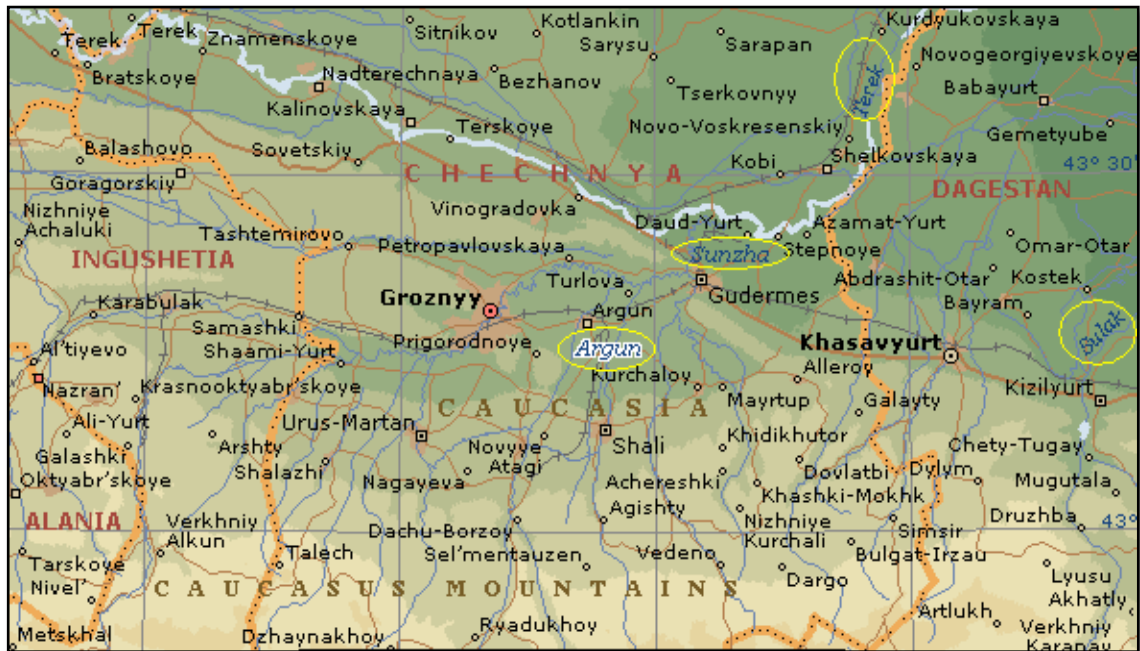 Kurdyukovskaya
Terek
Terek
Znamenskoye
Sitnikov
Kotlankin
Sarysu
Sarapan
Novogeorgiyevskoye
Bratskoye
Nadterechnaya
Bezhanov
Tserkovnyy
Terek
Babayurt
Kalinovskaya
Terskoye
Novo-Voskresenskiy
Gemetyube
Balashovo
Sovetskiy
Kobi
Shelkovskaya
43° 30
Goragorskiy
CHECHNYA
DAGESTAN
Nizhniye
Achaluki
Vinogradovka
Daud-Yurt
Azamat-Yurt
Tashtemirovo
Petropavlovskaya
Sunzha
Stepnoye
Omar-Otar
INGUSHETIA
Turlova
Gudermes
Abdrashit-Otar
Kostek
Bayram
Karabulak
Groznyy
Argun
Samashki
Sulak
Al'tiyevo
Shaami-Yurt
Prigorodnoye
Argun
Khasavyurt
Nazran'
Krasnooktyabr'skoye
Kurchaloy
Alleroy
Kizilyurt
CAUCASIA
Mayrtup
Galayty
Ali-Yurt
Urus-Martan
Galashki
Arshty
Novyye
Atagi
Shali
Khidikhutor
Chety-Tugay
Oktyabr'skoye
Shalazhi
Nagayeva
Achereshki
Dovlatbi
Dylym
Mugutala
Khashki-Mokhk
ALANIA
Verkhniy
Alkun
Dachu-Borzoy
Agishty
Nizhniye
Kurchali
Simsir
Druzhba
43°
Tarskoye
Talech
Sel'mentauzen
Vedeno
Bulgat-Irzau
Nivel'
CAUCASUS MOUNTAINS
Dargo
Lyusu
Akhatly
Artlukh
Metskhal
Dzhaynakhoy
Ryadukhoy
Verkhniy
Karanay